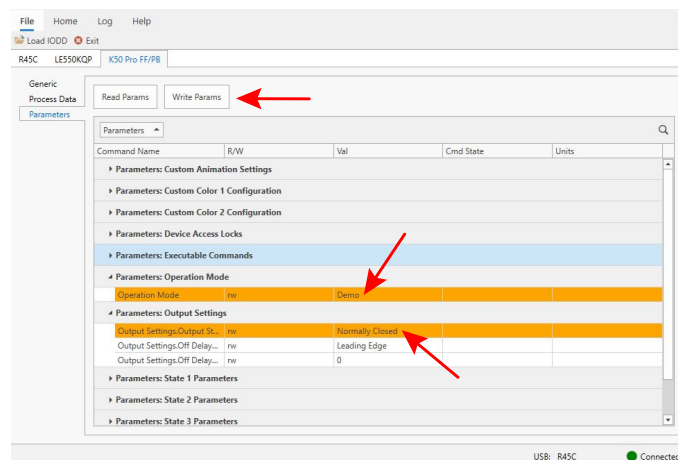 File Home Log Help
Load IODD Exit
R45C LE550KQP K50 Pro FF/PB
Generic
Process Data
Parameters
Read Params Write Params
Parameters
Command Name R/W Val Cmd State Units
Parameters: Custom Animation Settings
Parameters: Custom Color 1 Configuration
Parameters: Custom Color 2 Configuration
Parameters: Device Access Locks
Parameters: Executable Commands
Parameters: Operation Mode
Operation Mode rw Demo
Parameters: Output Settings
Output Settings.Output St... rw Normally Closed
Output Settings.Off Delay... rw Leading Edge
Output Settings.Off Delay... rw 0
Parameters: State 1 Parameters
Parameters: State 2 Parameters
Parameters: State 3 Parameters
USB: R45C Connected